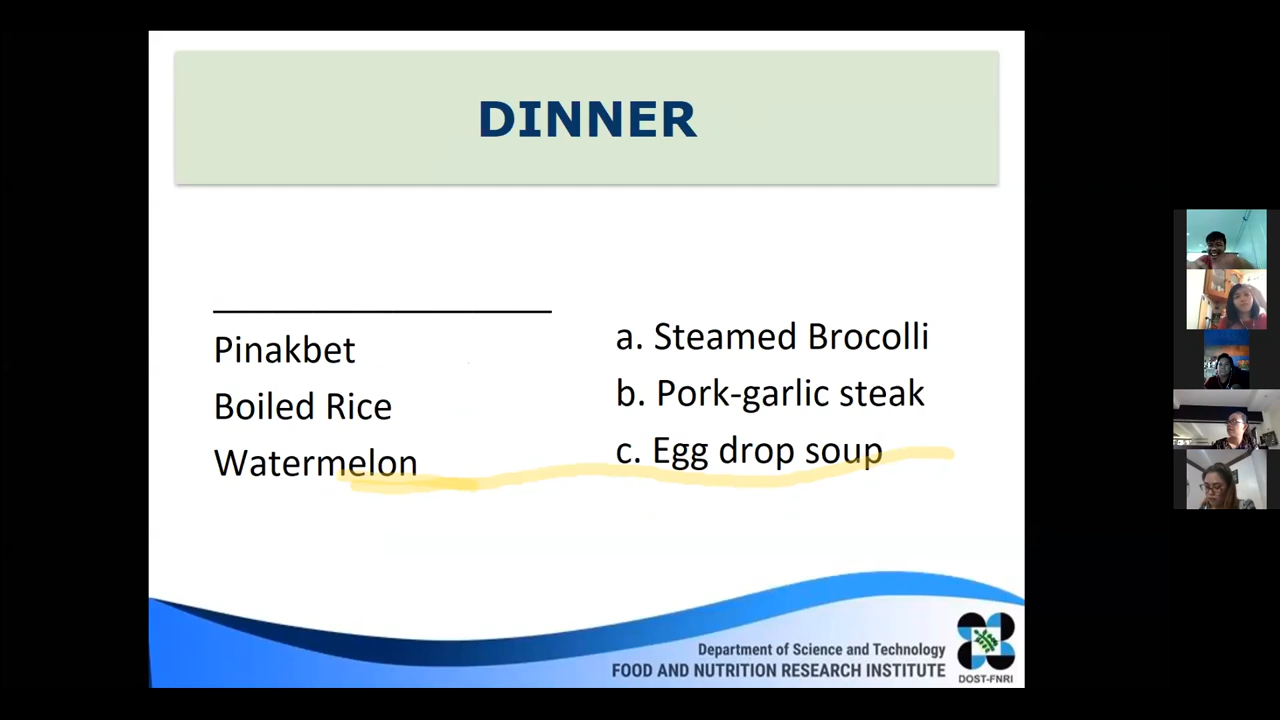 DINNER
Pinakbet
Boiled Rice
Watermelon
a. Steamed Brocolli
b. Pork-garlic steak
c. Egg drop soup
Department of Science and Technology
FOOD AND NUTRITION RESEARCH INSTITUTE
DOST-FNRI